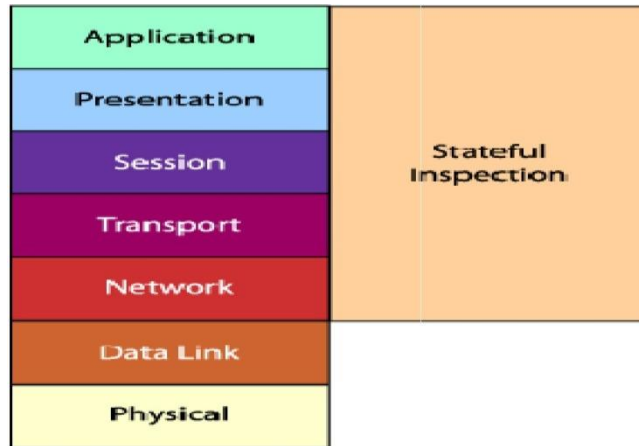 Application
Presentation
Session
Transport
Network
Data Link
Physical
Stateful
Inspection